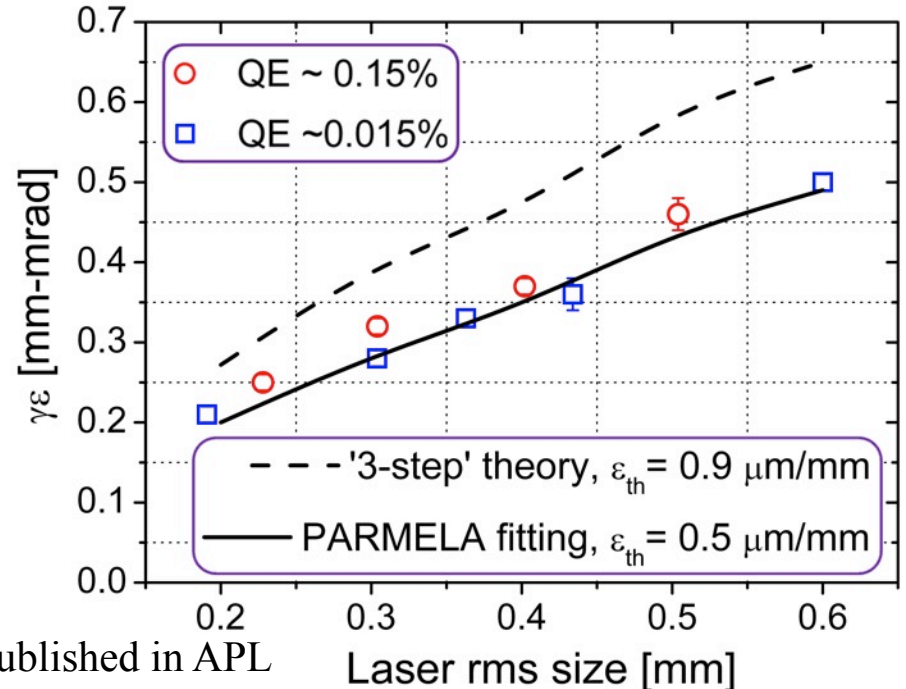 0.7
0.6
0.5
0.4
0.3
0.2
0.1
0.0
γε [mm-mrad]
QE ~ 0.15%
QE ~0.015%
'3-step' theory, εth= 0.9 μm/mm
PARMELA fitting, εth= 0.5 μm/mm
0.2 0.3 0.4 0.5 0.6
ublished in APL
Laser rms size [mm]